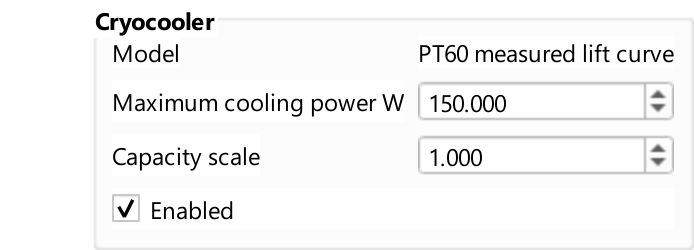 Cryocooler
Model PT60 measured lift curve
Maximum cooling power W 150.000
Capacity scale 1.000
Enabled